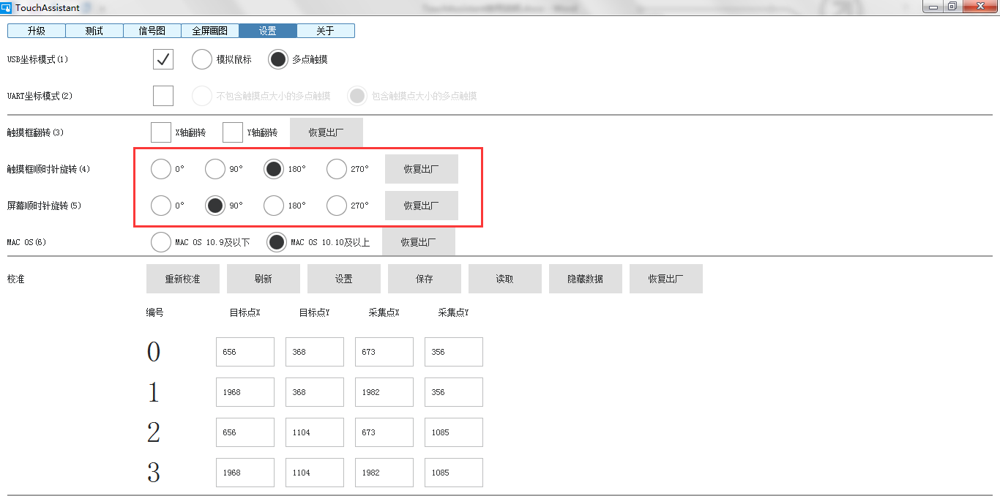 TouchAssistant
升级 测试 信号图 全屏画图 设置 关于
USB坐标模式(1) 模拟鼠标 多点触摸
UART坐标模式(2) 不包含触摸点大小的多点触摸 包含触摸点大小的多点触摸
触摸框翻转(3) X轴翻转 Y轴翻转 恢复出厂
触摸框顺时针旋转(4) 0° 90° 180° 270° 恢复出厂
屏幕顺时针旋转(5) 0° 90° 180° 270° 恢复出厂
MAC OS(6) MAC OS 10.9及以下 MAC OS 10.10及以上 恢复出厂
校准 重新校准 刷新 设置 保存 读取 隐藏数据 恢复出厂
编号 目标点X 目标点Y 采集点X 采集点Y
0 656 368 673 356
1 1968 368 1982 356
2 656 1104 673 1085
3 1968 1104 1982 1085